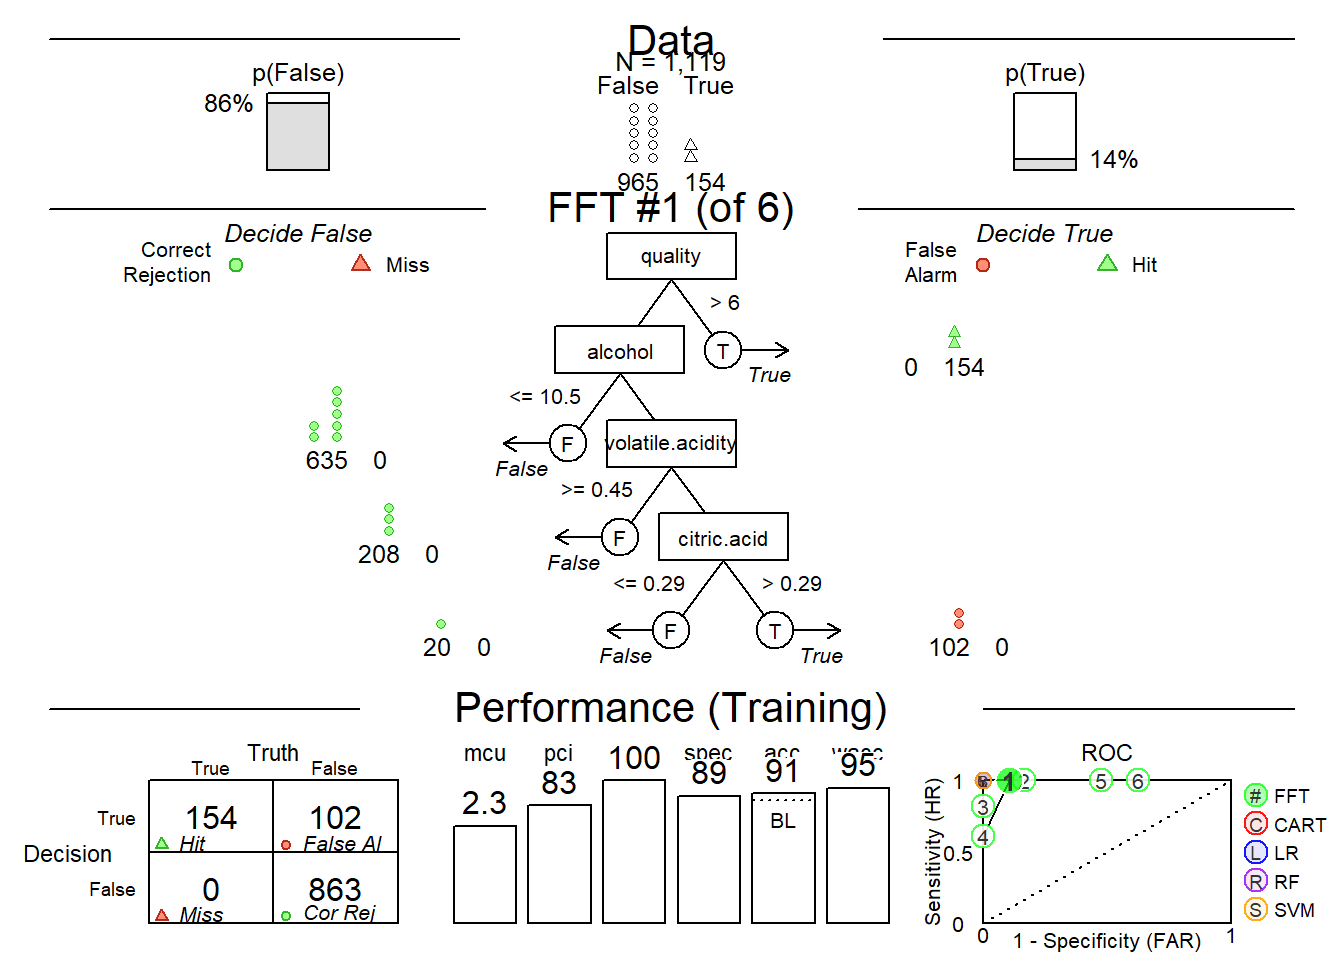 Data
N = 1,119
p(False)
p(True)
False True
86%
14%
965 154
FFT #1 (of 6)
Decide False
Decide True
Correct
Rejection
Miss
False
Alarm
Hit
quality
> 6
alcohol
T
True
0 154
<= 10.5
F
False
volatile.acidity
635 0
>= 0.45
F
False
citric.acid
208 0
<= 0.29
> 0.29
F
False
T
True
20 0
102 0
Performance (Training)
Truth
True False
Decision
True
False
154
Hit
102
False Al
0
Miss
863
Cor Rej
mcu pci spec acc
2.3 83 100 89 91 95
BL
ROC
Sensitivity (HR)
1
0.5
0
0 1
1 - Specificity (FAR)
1 2 5 6
3
4
# FFT
C CART
L LR
R RF
S SVM